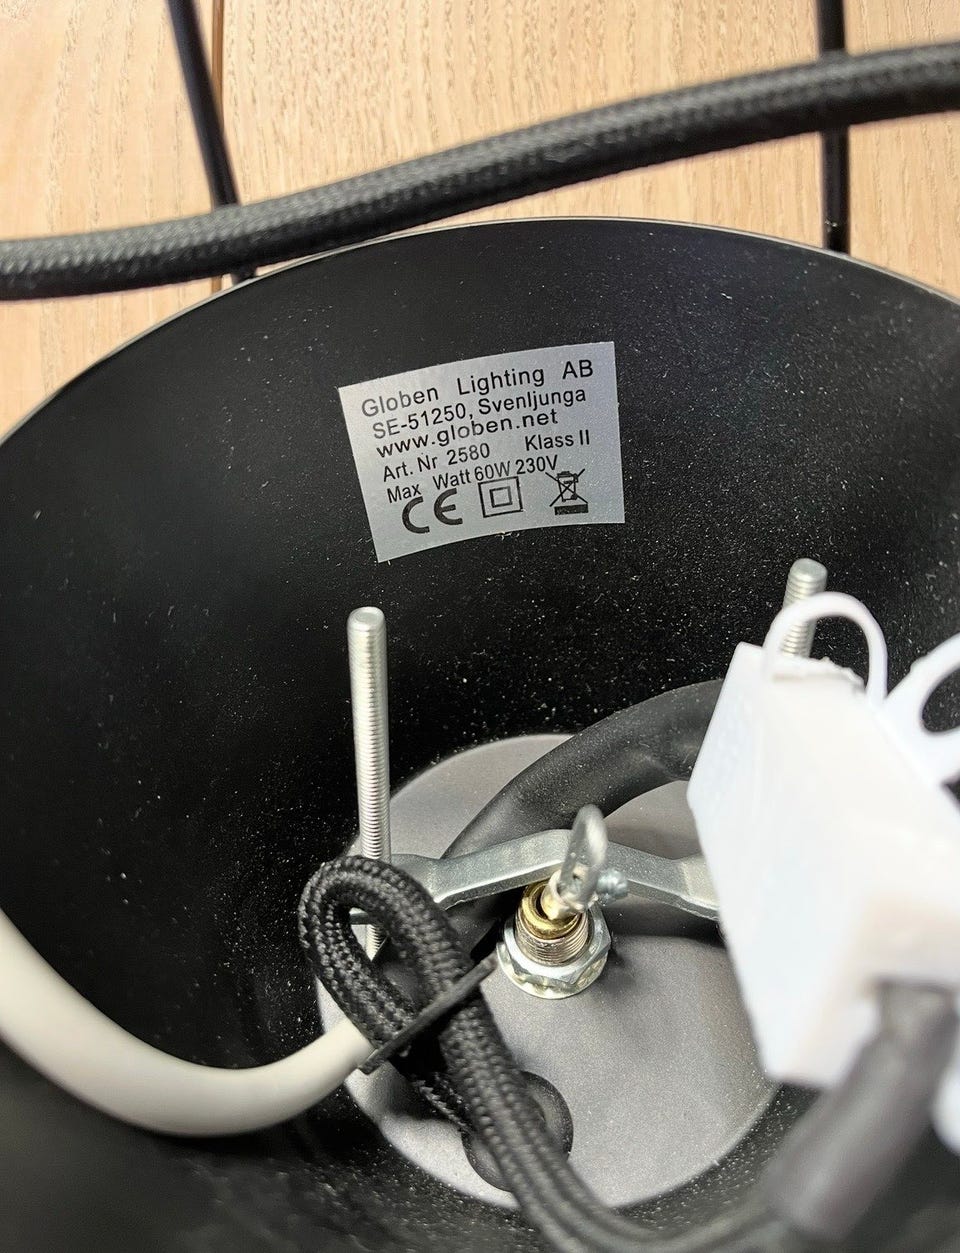 Globen Lighting AB
SE-51250, Svenljunga
www.globen.net
Art. Nr 2580 Klass II
Max Watt 60W 230V
CE